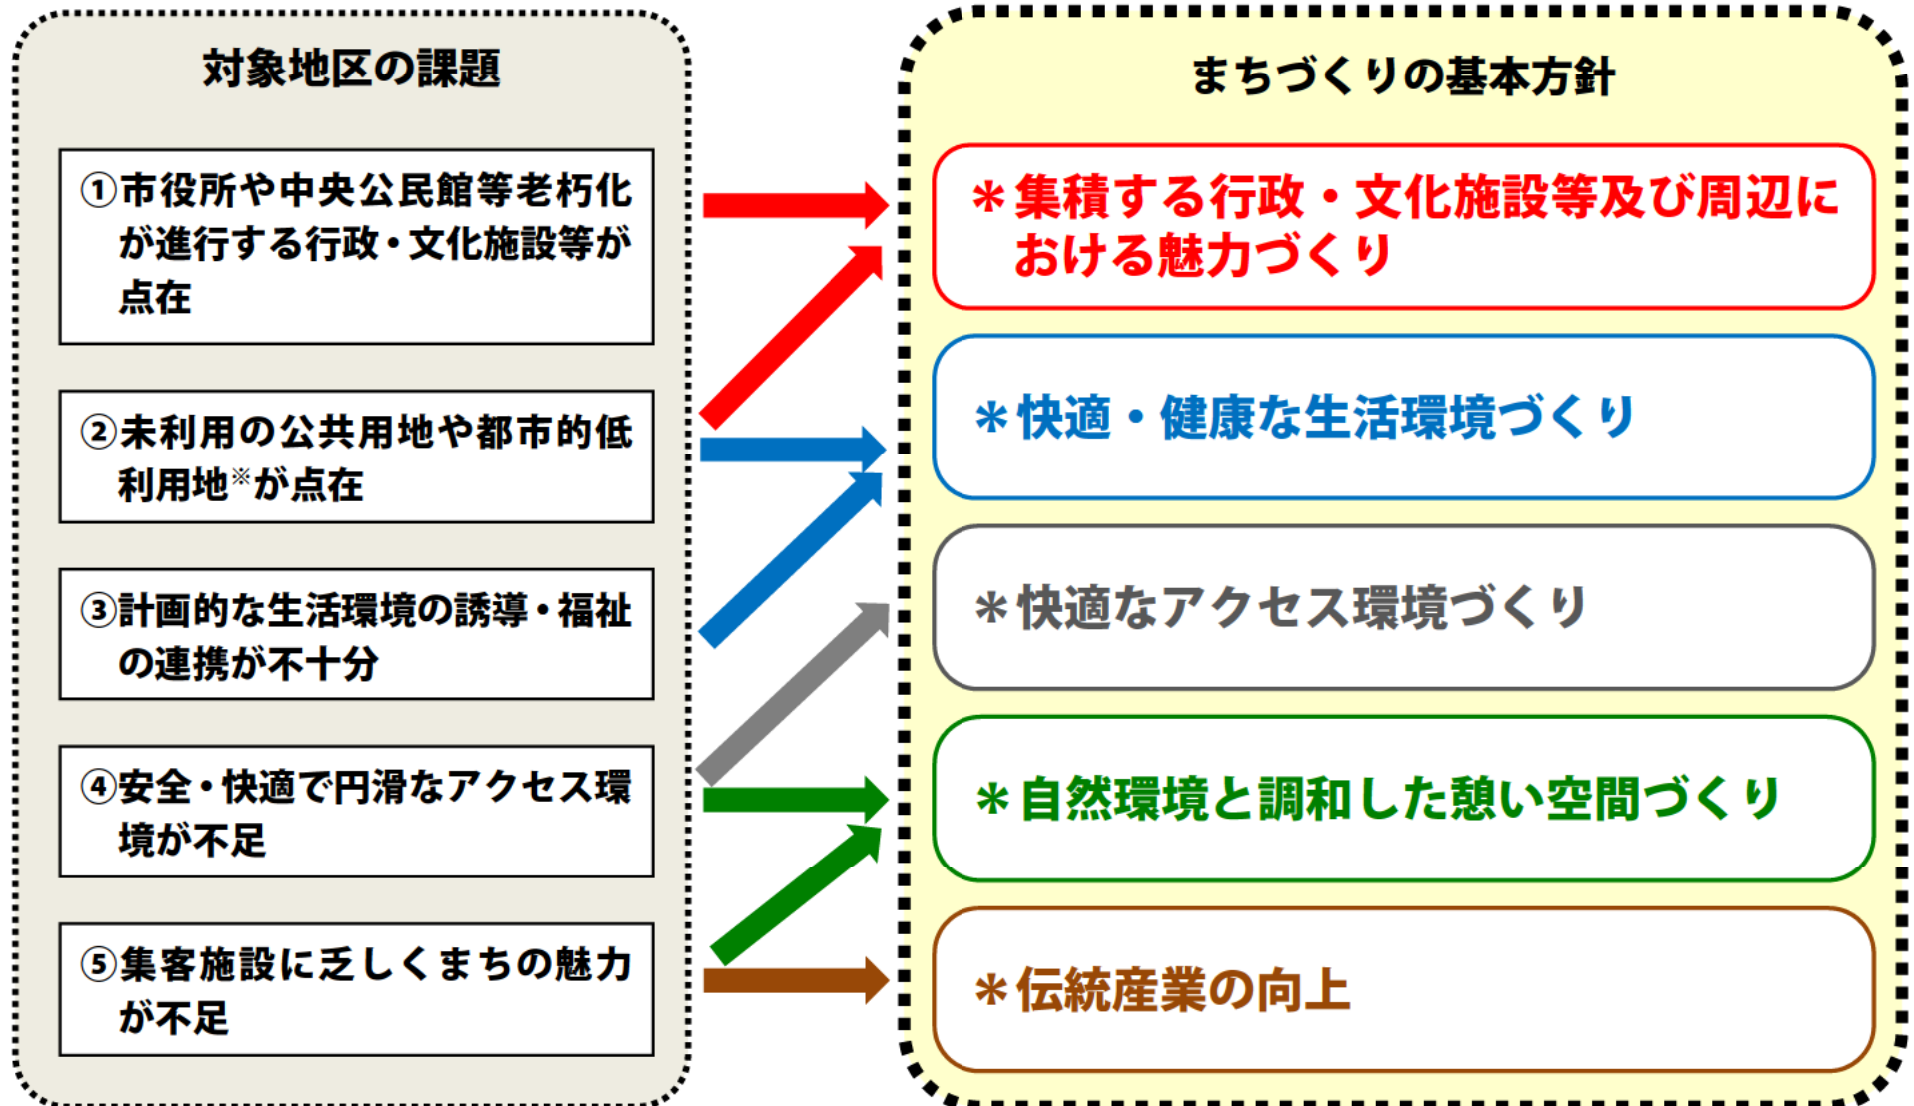 対象地区の課題
①市役所や中央公民館等老朽化
が進行する行政・文化施設等が
点在
②未利用の公共用地や都市的低
利用地※が点在
③計画的な生活環境の誘導・福祉
の連携が不十分
④安全・快適で円滑なアクセス環
境が不足
⑤集客施設に乏しくまちの魅力
が不足
まちづくりの基本方針
＊集積する行政・文化施設等及び周辺に
おける魅力づくり
＊快適・健康な生活環境づくり
＊快適なアクセス環境づくり
＊自然環境と調和した憩い空間づくり
＊伝統産業の向上